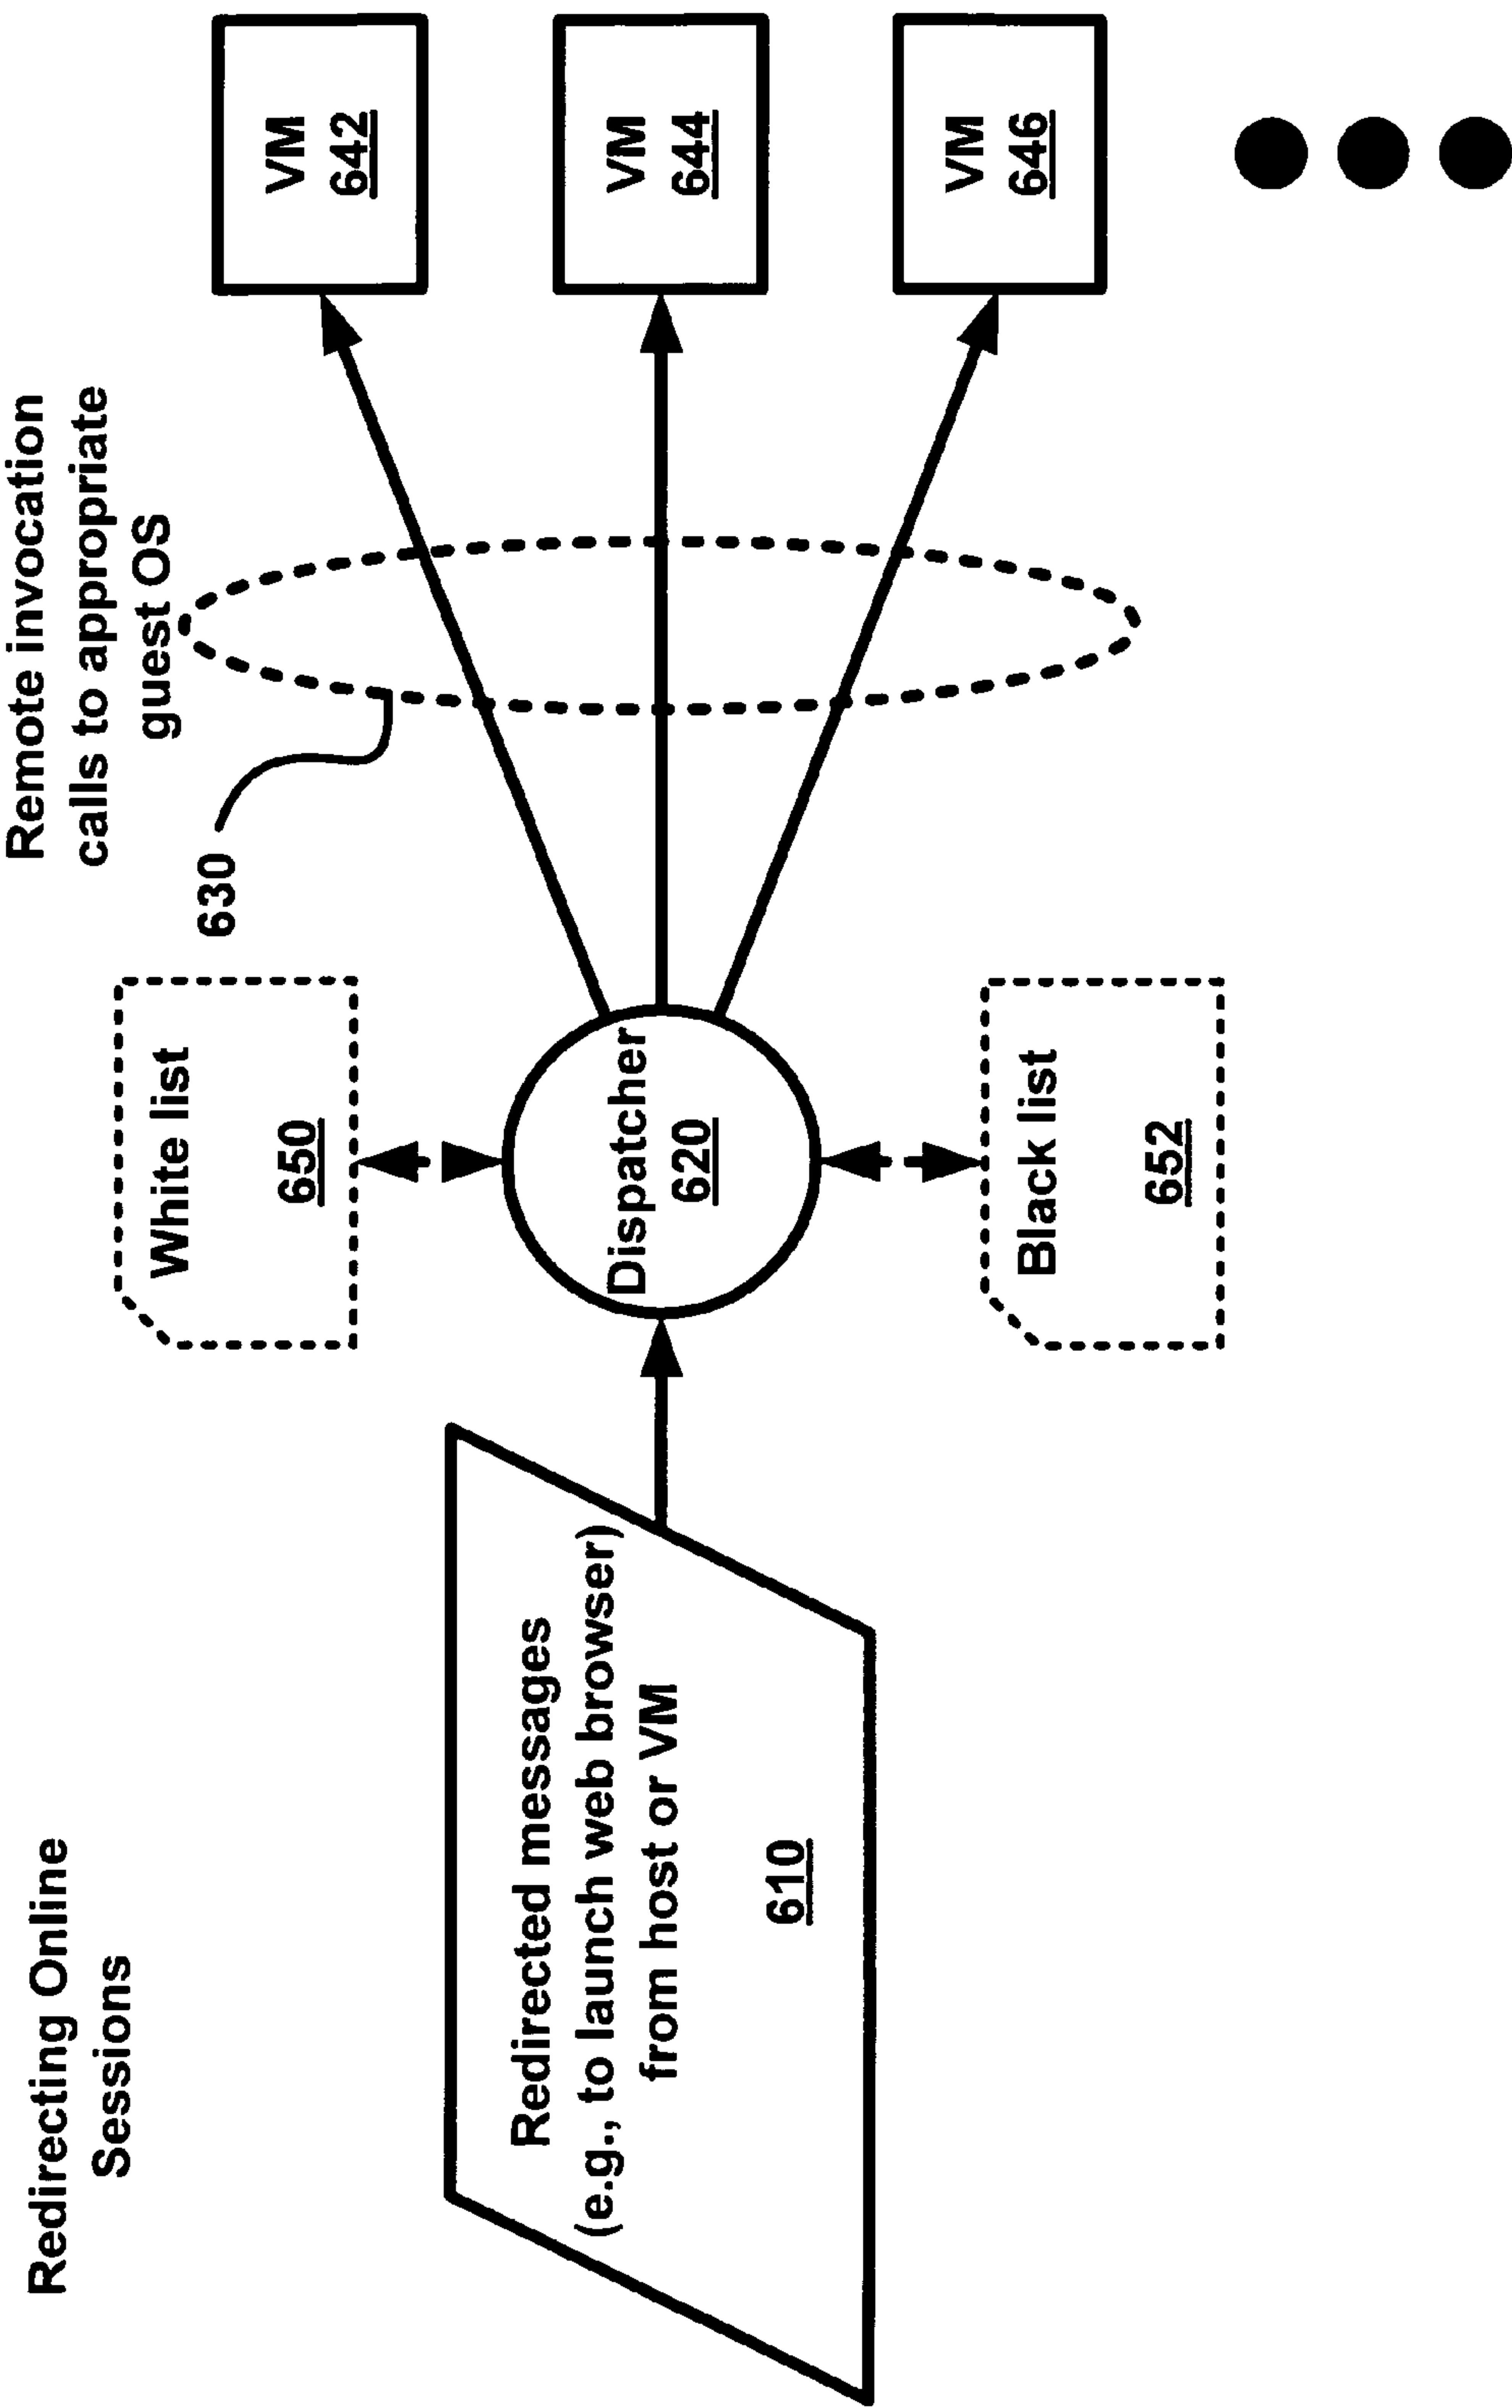 Redirecting Online
Sessions
Redirected messages
(e.g., to launch web browser)
from host or VM
610
White list
650
Dispatcher
620
Black list
652
Remote invocation
calls to appropriate
guest OS
630
VM
642
VM
644
VM
646